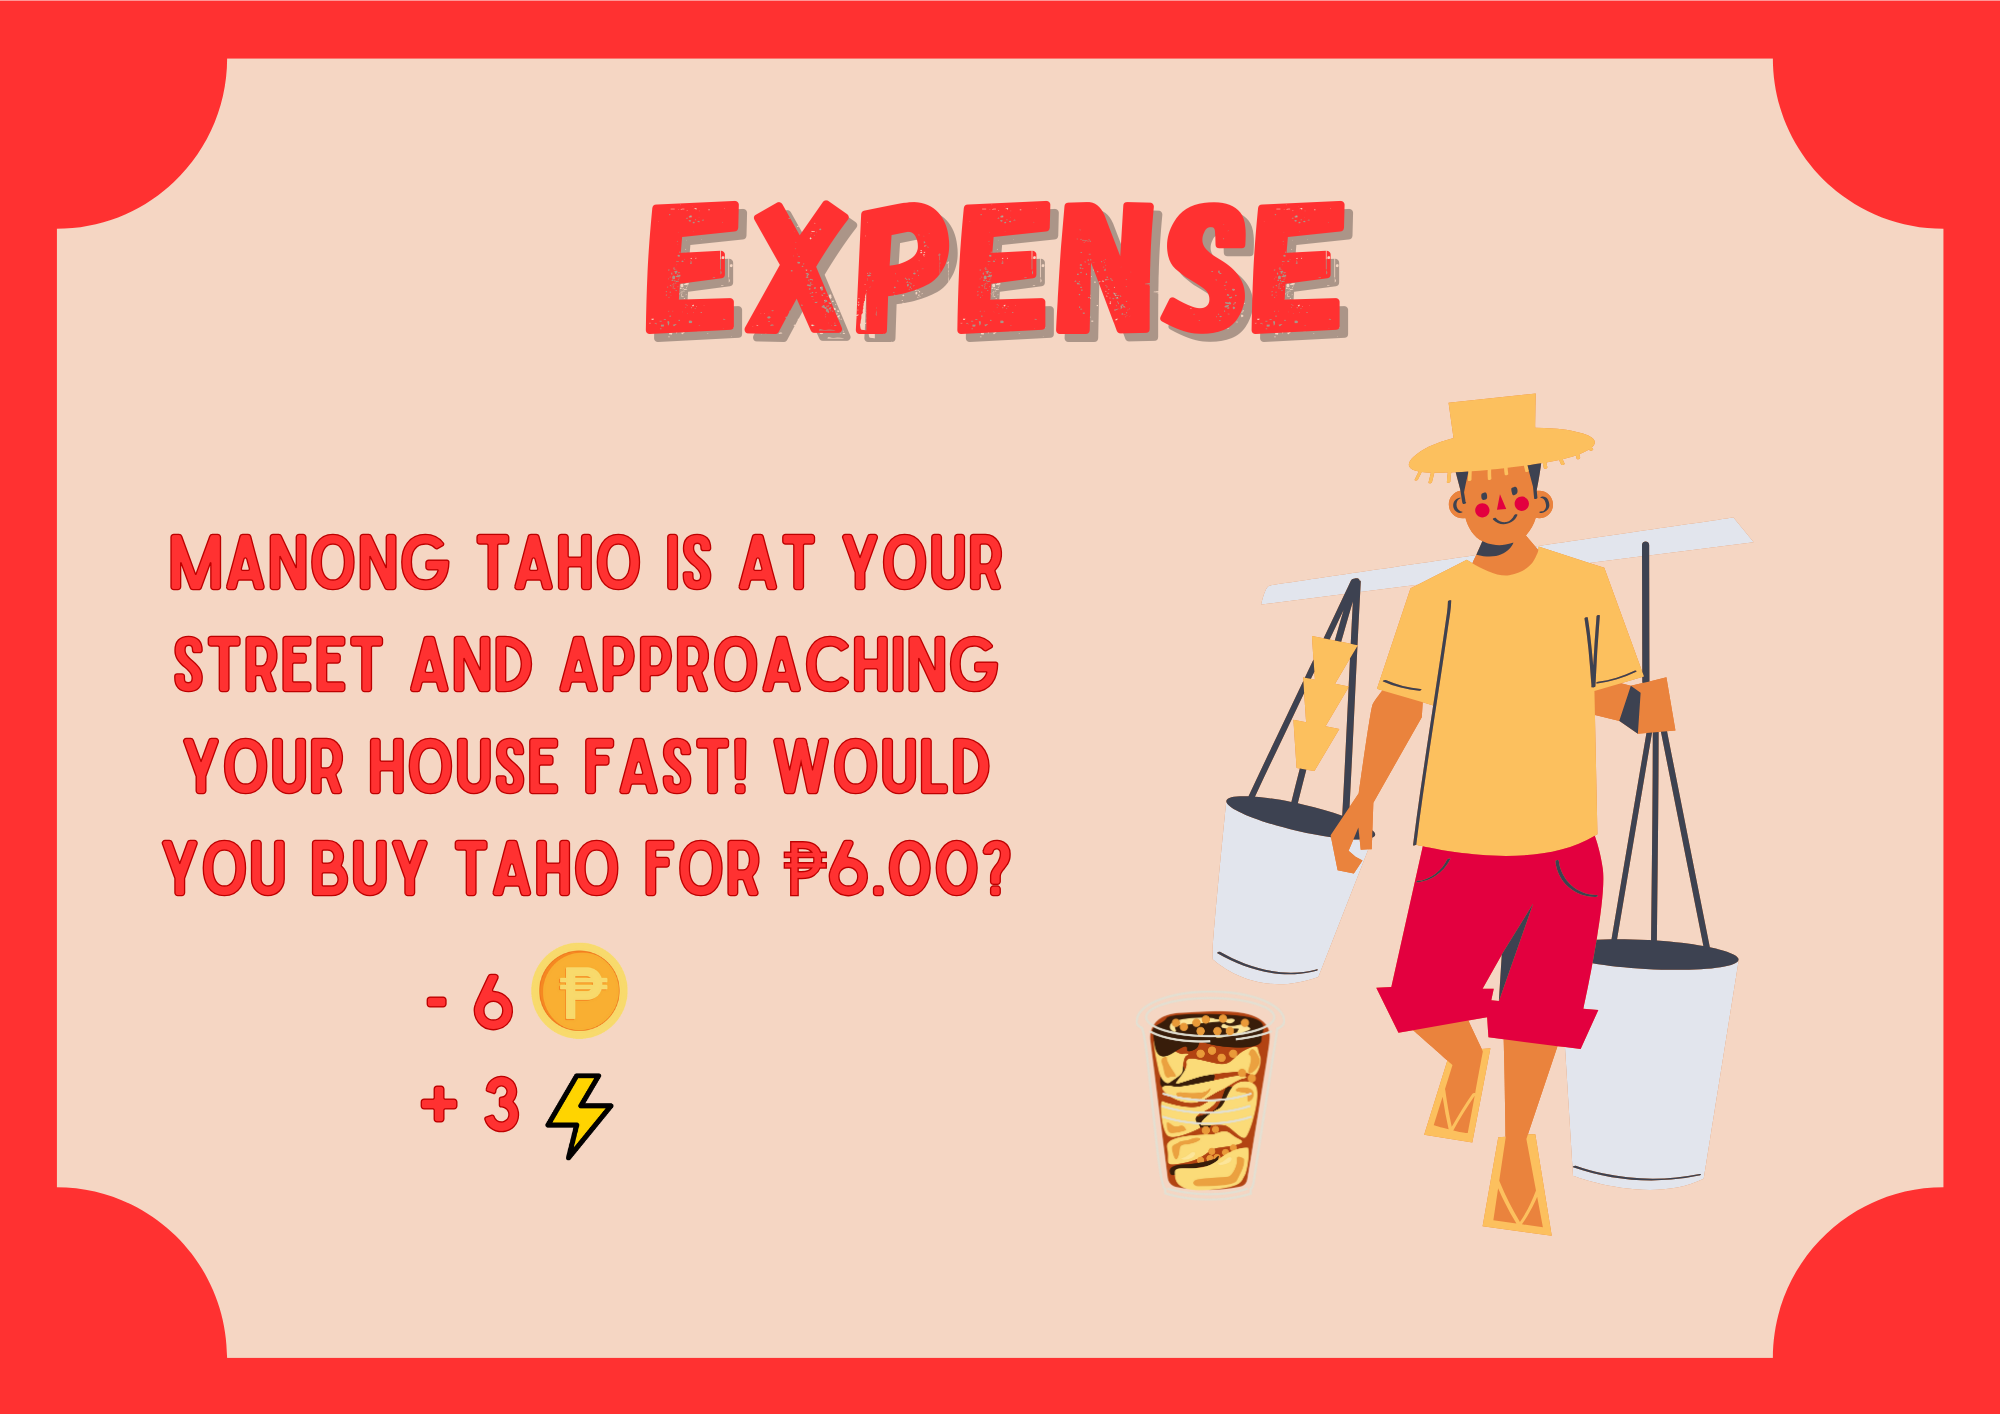 EXPENSE
MANONG TAHO IS AT YOUR
STREET AND APPROACHING
YOUR HOUSE FAST! WOULD
YOU BUY TAHO FOR ₱6.00?
- 6 ₱
+ 3